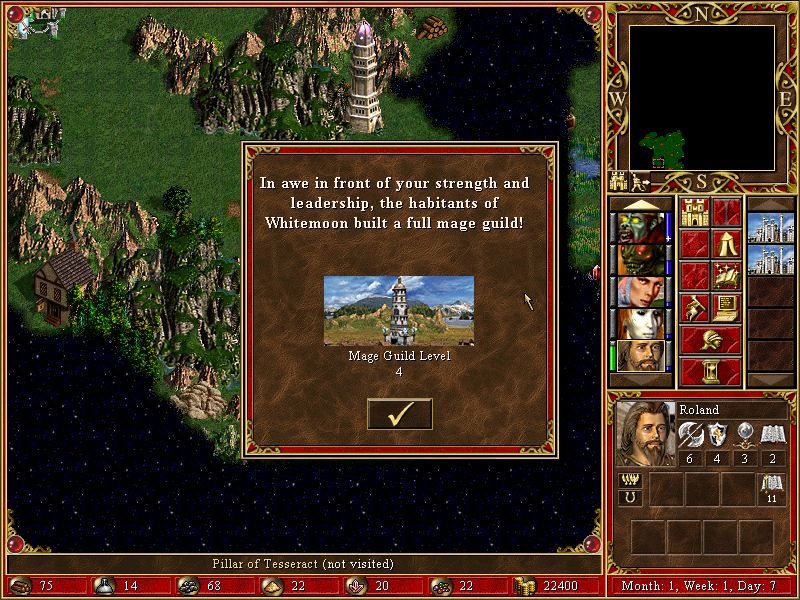 N
W
E
S
In awe in front of your strength and
leadership, the habitants of
Whitemoon built a full mage guild!
Mage Guild Level
4
Roland
6 4 3 2
11
Pillar of Tesseract (not visited)
75 14 68 22 20 22 22400 Month: 1, Week: 1, Day: 7